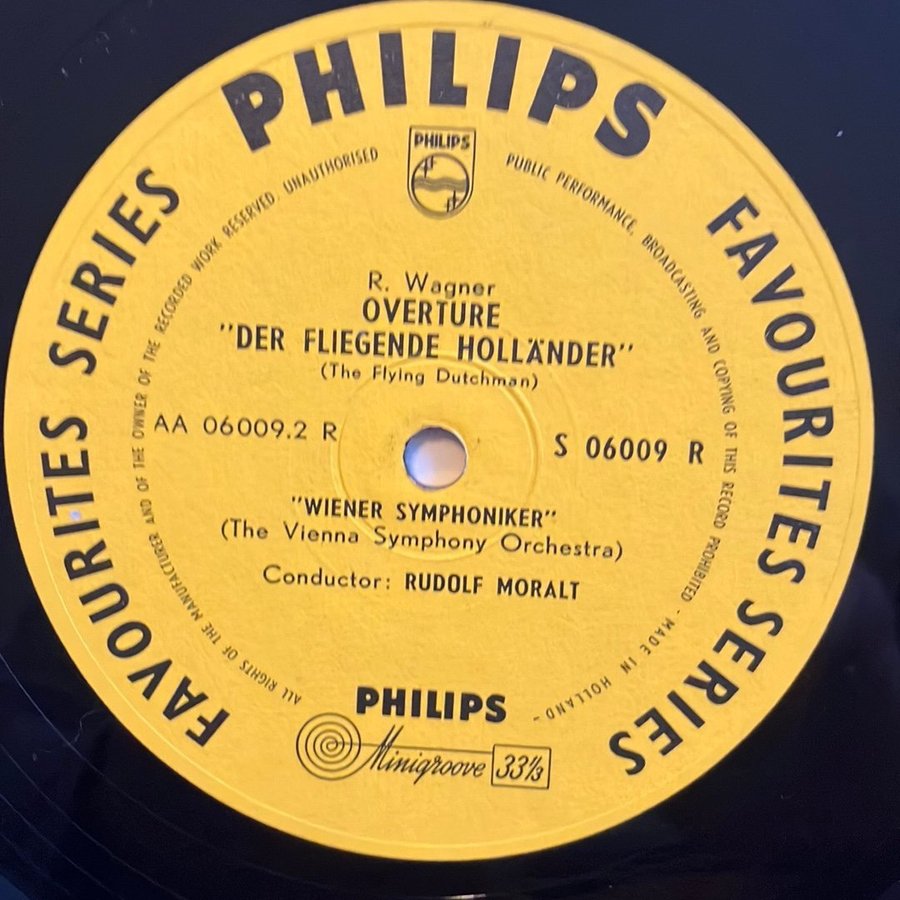 PHILIPS
FAVOURITES SERIES
FAVOURITES SERIES
PHILIPS
ALL RIGHTS OF THE MANUFACTURER AND OF THE OWNER OF THE RECORDED WORK RESERVED. UNAUTHORISED PUBLIC PERFORMANCE, BROADCASTING AND COPYING OF THIS RECORD PROHIBITED - MADE IN HOLLAND -
R. Wagner
OVERTURE
"DER FLIEGENDE HOLLÄNDER"
(The Flying Dutchman)
AA 06009.2 R
S 06009 R
"WIENER SYMPHONIKER"
(The Vienna Symphony Orchestra)
Conductor: RUDOLF MORALT
PHILIPS
Minigroove 33⅓